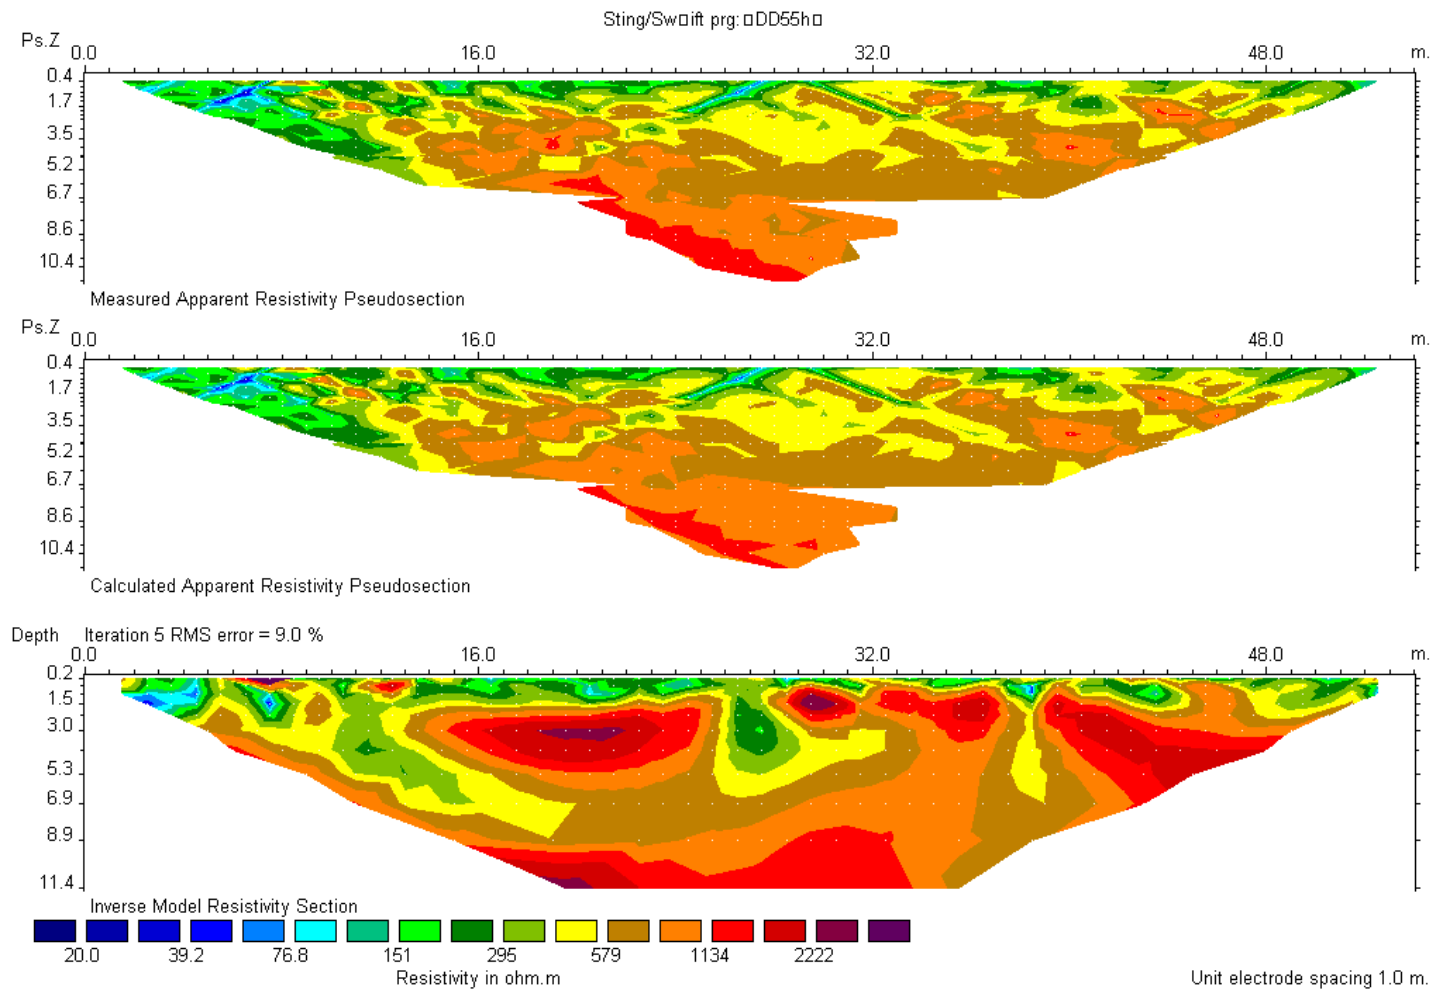 Sting/Sw□ift prg: □DD55h□
Ps.Z 0.0 16.0 32.0 48.0 m.
0.4
1.7
3.5
5.2
6.7
8.6
10.4
Measured Apparent Resistivity Pseudosection
Ps.Z 0.0 16.0 32.0 48.0 m.
0.4
1.7
3.5
5.2
6.7
8.6
10.4
Calculated Apparent Resistivity Pseudosection
Depth Iteration 5 RMS error = 9.0 %
0.0 16.0 32.0 48.0 m.
0.2
1.5
3.0
5.3
6.9
8.9
11.4
Inverse Model Resistivity Section
20.0 39.2 76.8 151 295 579 1134 2222
Resistivity in ohm.m
Unit electrode spacing 1.0 m.